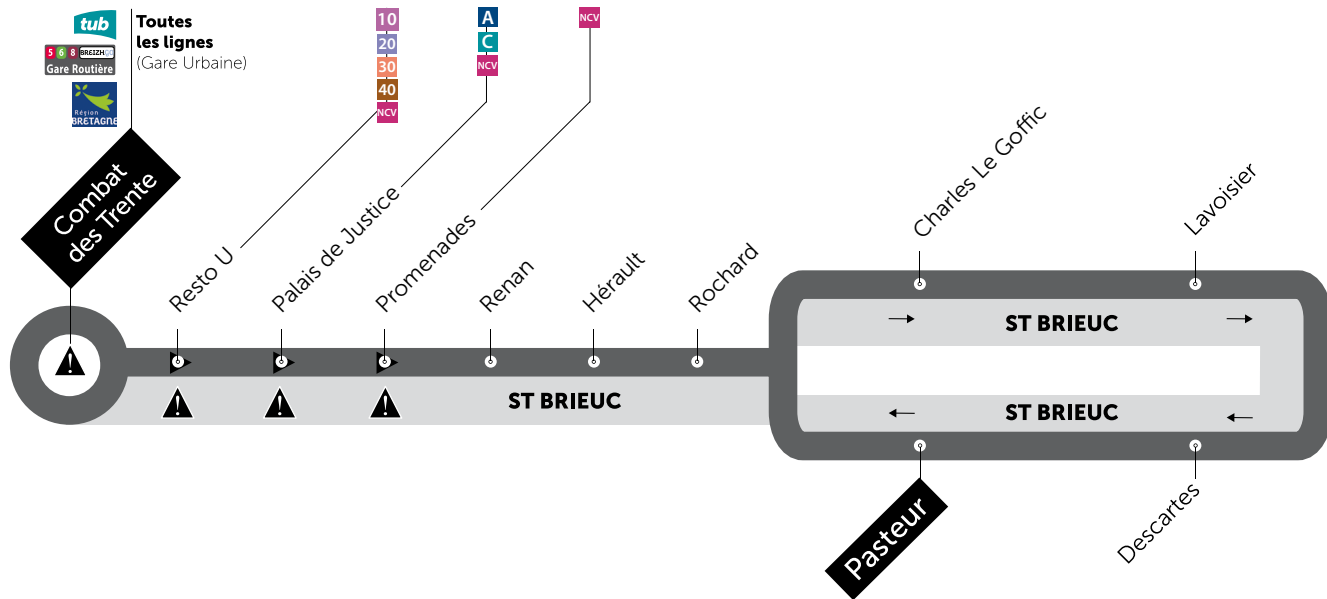 tub
Toutes
les lignes
(Gare Urbaine)
5 6 8 BREIZHGO
Gare Routière
Région
BRETAGNE
10
20
30
40
NCV
A
C
NCV
NCV
Combat
des Trente
Resto U
Palais de Justice
Promenades
Renan
Hérault
Rochard
Charles Le Goffic
Lavoisier
ST BRIEUC
ST BRIEUC
ST BRIEUC
Pasteur
Descartes